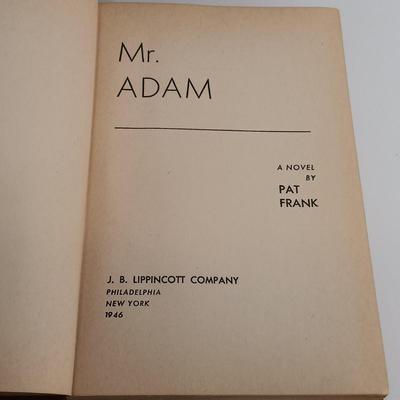 Mr.
ADAM
A NOVEL
BY
PAT
FRANK
J. B. LIPPINCOTT COMPANY
PHILADELPHIA
NEW YORK
1946